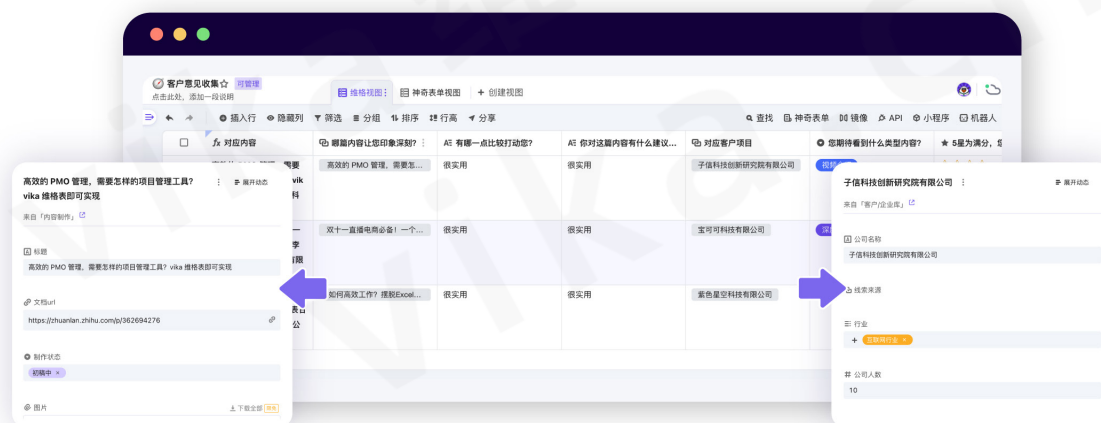 客户意见收集☆ 可管理
点击此处，添加一段说明
维格视图 神奇表单视图 + 创建视图
插入行 隐藏列 筛选 分组 排序 行高 分享 查找 神奇表单 镜像 API 小程序 机器人
fx 对应内容 哪篇内容让您印象深刻? 有哪一点比较打动您? 你对这篇内容有什么建议... 对应客户项目 您期待看到什么类型内容? 5星为满分，
需要 高效的 PMO 管理，需要怎... 很实用 很实用 子信科技创新研究院有限公司 视频
vik
科
双十一直播电商必备！一个... 很实用 很实用 宝可可科技有限公司
李
有限
如何高效工作？摆脱Excel... 很实用 很实用 紫色星空科技有限公司
公
高效的 PMO 管理，需要怎样的项目管理工具? 展开动态
vika 维格表即可实现
来自「内容制作」
标题
高效的 PMO 管理，需要怎样的项目管理工具? vika 维格表即可实现
文档url
https://zhuanlan.zhihu.com/p/362694276
制作状态
初稿中 ×
图片 下载全部
子信科技创新研究院有限公司 展开动态
来自「客户/企业库」
公司名称
子信科技创新研究院有限公司
线索来源
行业
+ 互联网行业 ×
# 公司人数
10
vika